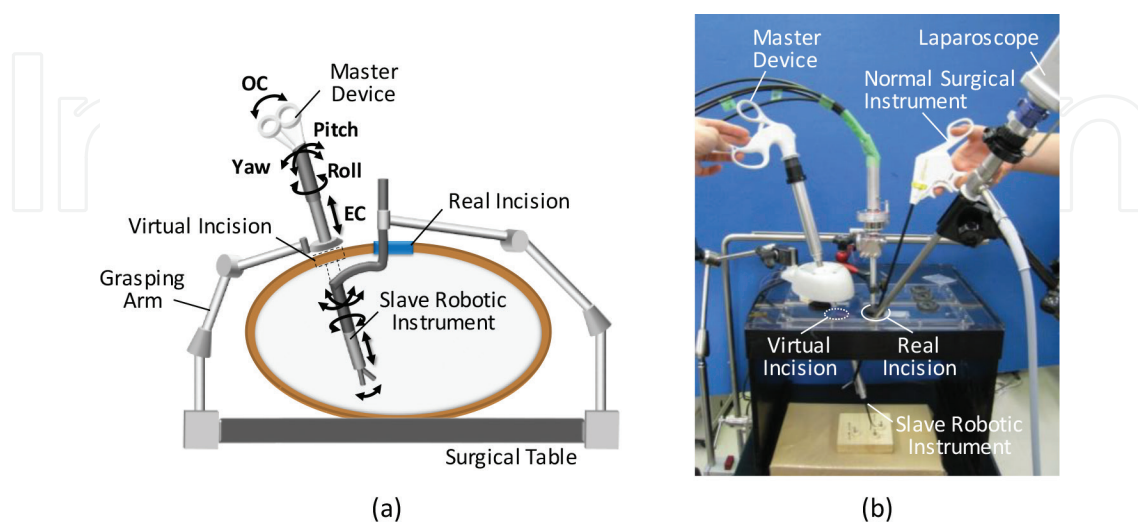 OC
Master
Device
Pitch
Yaw
Roll
EC
Virtual Incision
Real Incision
Grasping
Arm
Slave Robotic
Instrument
Surgical Table
(a)
Master
Device
Laparoscope
Normal Surgical
Instrument
Virtual
Incision
Real
Incision
Slave Robotic
Instrument
(b)